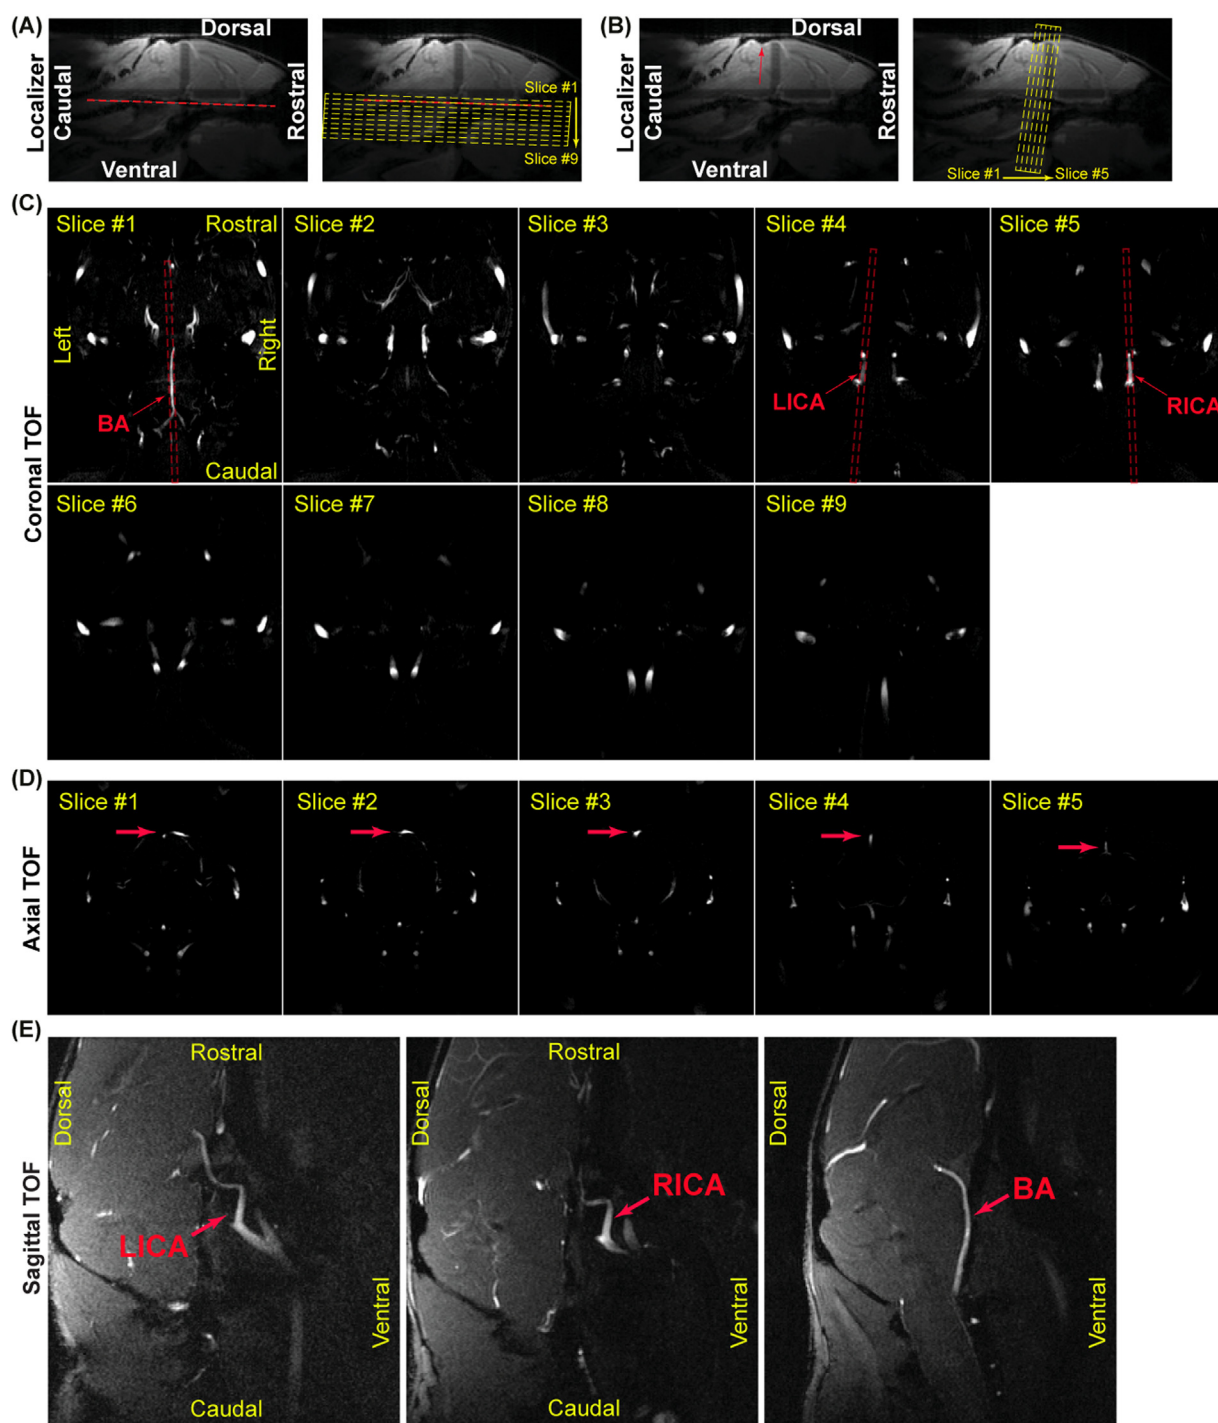 (A)
Localizer
Caudal
Dorsal
Ventral
Rostral
Slice #1
Slice #9
(B)
Localizer
Caudal
Dorsal
Ventral
Rostral
Slice #1
Slice #5
(C)
Coronal TOF
Slice #1
Rostral
Left
Right
BA
Caudal
Slice #2
Slice #3
Slice #4
LICA
Slice #5
RICA
Slice #6
Slice #7
Slice #8
Slice #9
(D)
Axial TOF
Slice #1
Slice #2
Slice #3
Slice #4
Slice #5
(E)
Sagittal TOF
Rostral
Dorsal
LICA
Ventral
Caudal
Rostral
Dorsal
RICA
Ventral
Caudal
Dorsal
BA
Ventral